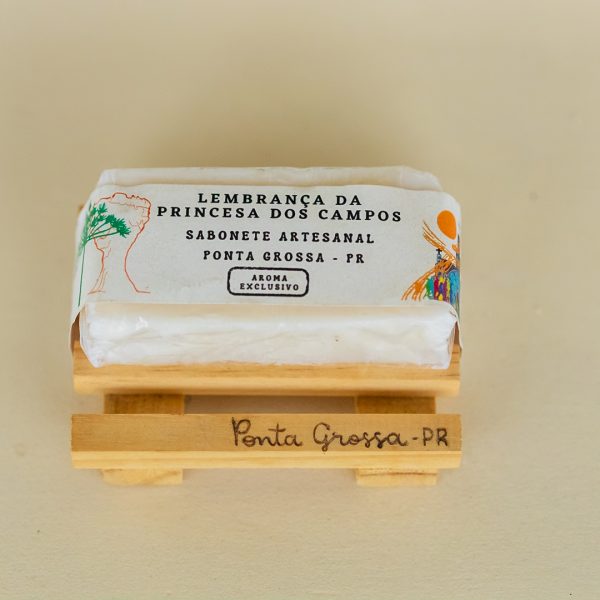 LEMBRANÇA DA
PRINCESA DOS CAMPOS
SABONETE ARTESANAL
PONTA GROSSA - PR
AROMA
EXCLUSIVO
Ponta Grossa-PR